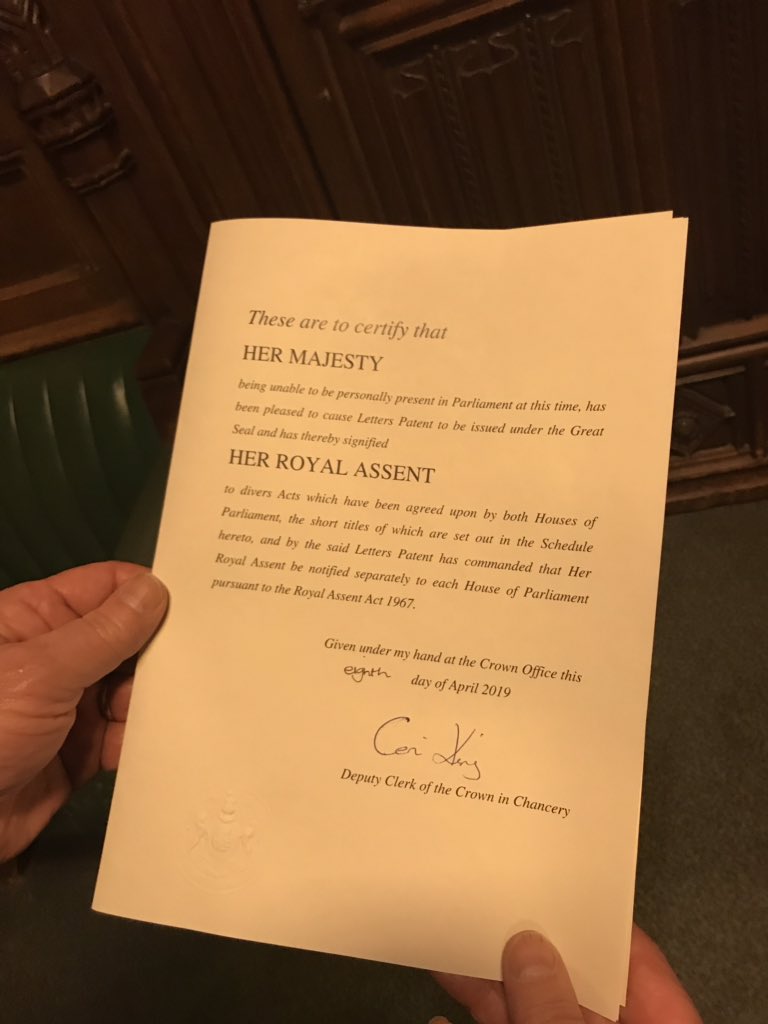 These are to certify that
HER MAJESTY
being unable to be personally present in Parliament at this time, has
been pleased to cause Letters Patent to be issued under the Great
Seal and has thereby signified
HER ROYAL ASSENT
to divers Acts which have been agreed upon by both Houses of
Parliament, the short titles of which are set out in the Schedule
hereto, and by the said Letters Patent has commanded that Her
Royal Assent be notified separately to each House of Parliament
pursuant to the Royal Assent Act 1967.
Given under my hand at the Crown Office this
eighth day of April 2019
Ceri King
Deputy Clerk of the Crown in Chancery